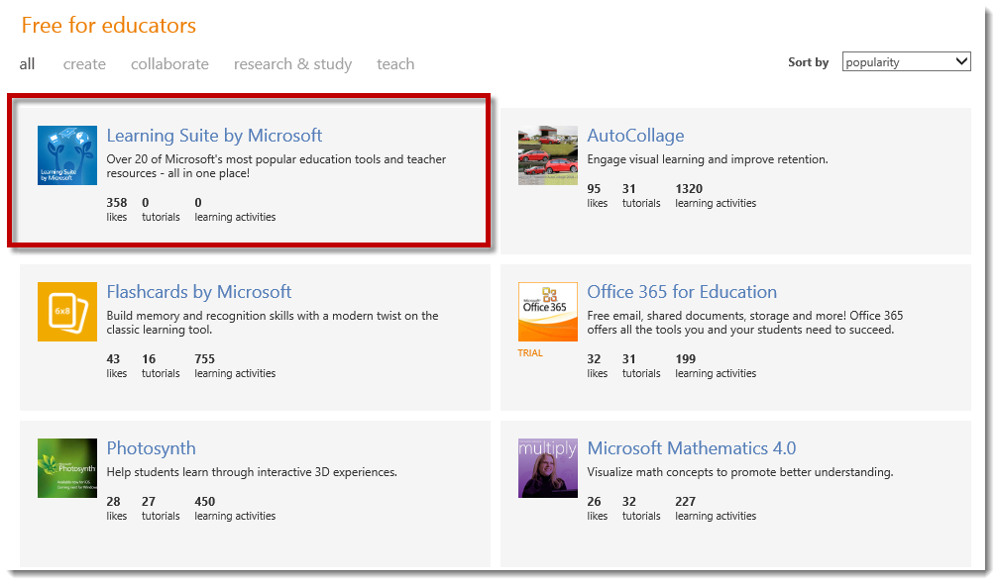 Free for educators
all create collaborate research & study teach
Sort by popularity
Learning Suite by Microsoft
Over 20 of Microsoft's most popular education tools and teacher
resources - all in one place!
358 0 0
likes tutorials learning activities
Learning Suite
by Microsoft
AutoCollage
Engage visual learning and improve retention.
95 31 1320
likes tutorials learning activities
6x8
Flashcards by Microsoft
Build memory and recognition skills with a modern twist on the
classic learning tool.
43 16 755
likes tutorials learning activities
Microsoft
Office 365
TRIAL
Office 365 for Education
Free email, shared documents, storage and more! Office 365
offers all the tools you and your students need to succeed.
32 31 199
likes tutorials learning activities
Photosynth
Photosynth
Help students learn through interactive 3D experiences.
28 27 450
likes tutorials learning activities
multiply
Microsoft Mathematics 4.0
Visualize math concepts to promote better understanding.
26 32 227
likes tutorials learning activities